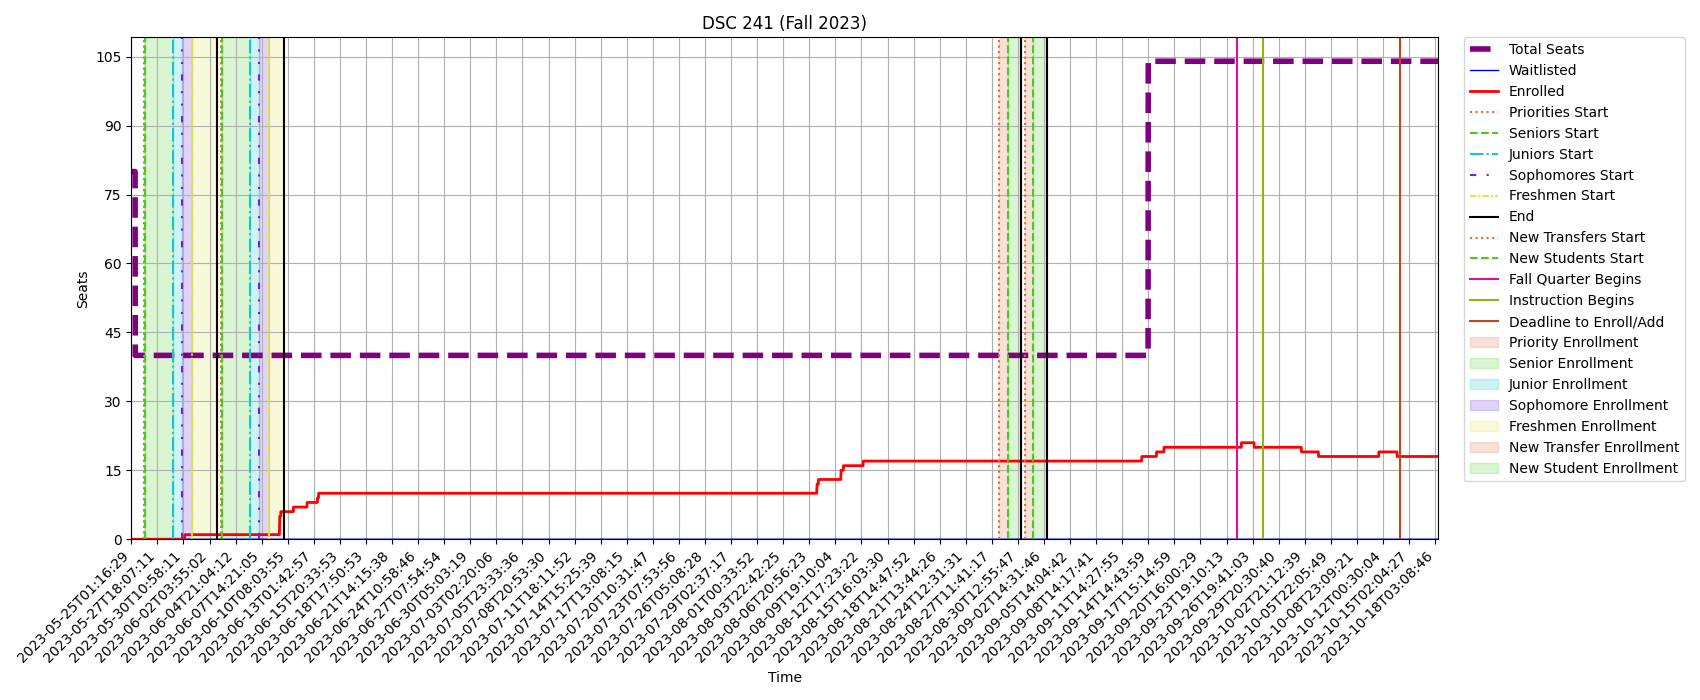 DSC 241 (Fall 2023)
105
90
75
60
45
30
15
0
Seats
2023-05-25T01:16:29
2023-05-27T18:07:11
2023-05-30T10:58:11
2023-06-02T03:55:02
2023-06-04T21:04:12
2023-06-07T14:21:05
2023-06-10T08:03:55
2023-06-13T01:42:57
2023-06-15T20:33:53
2023-06-18T17:50:53
2023-06-21T14:15:38
2023-06-24T10:58:46
2023-06-27T07:54:54
2023-06-30T05:03:19
2023-07-03T02:20:06
2023-07-05T23:33:36
2023-07-08T20:53:30
2023-07-11T18:11:52
2023-07-14T15:25:39
2023-07-17T13:08:15
2023-07-20T10:31:47
2023-07-23T07:53:56
2023-07-26T05:08:28
2023-07-29T02:37:17
2023-08-01T00:33:52
2023-08-03T22:42:25
2023-08-06T20:56:23
2023-08-09T19:10:04
2023-08-12T17:23:22
2023-08-15T16:03:30
2023-08-18T14:47:52
2023-08-21T13:44:26
2023-08-24T12:31:31
2023-08-27T11:41:17
2023-08-30T12:55:47
2023-09-02T14:31:46
2023-09-05T14:04:42
2023-09-08T14:17:41
2023-09-11T14:27:55
2023-09-14T14:43:59
2023-09-17T15:14:59
2023-09-20T16:00:29
2023-09-23T19:10:13
2023-09-26T19:41:03
2023-09-29T20:30:40
2023-10-02T21:12:39
2023-10-05T22:05:49
2023-10-08T23:09:21
2023-10-12T00:30:04
2023-10-15T02:04:27
2023-10-18T03:08:46
Time
Total Seats
Waitlisted
Enrolled
Priorities Start
Seniors Start
Juniors Start
Sophomores Start
Freshmen Start
End
New Transfers Start
New Students Start
Fall Quarter Begins
Instruction Begins
Deadline to Enroll/Add
Priority Enrollment
Senior Enrollment
Junior Enrollment
Sophomore Enrollment
Freshmen Enrollment
New Transfer Enrollment
New Student Enrollment